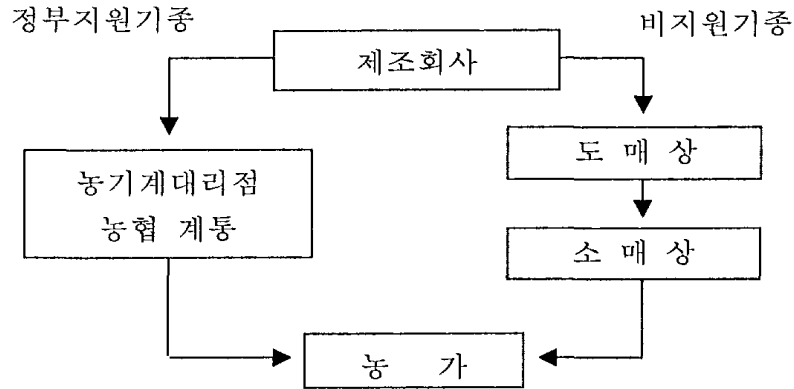 정부지원기종
비지원기종
제조회사
도 매 상
농기계대리점
농협 계통
소 매 상
농 가